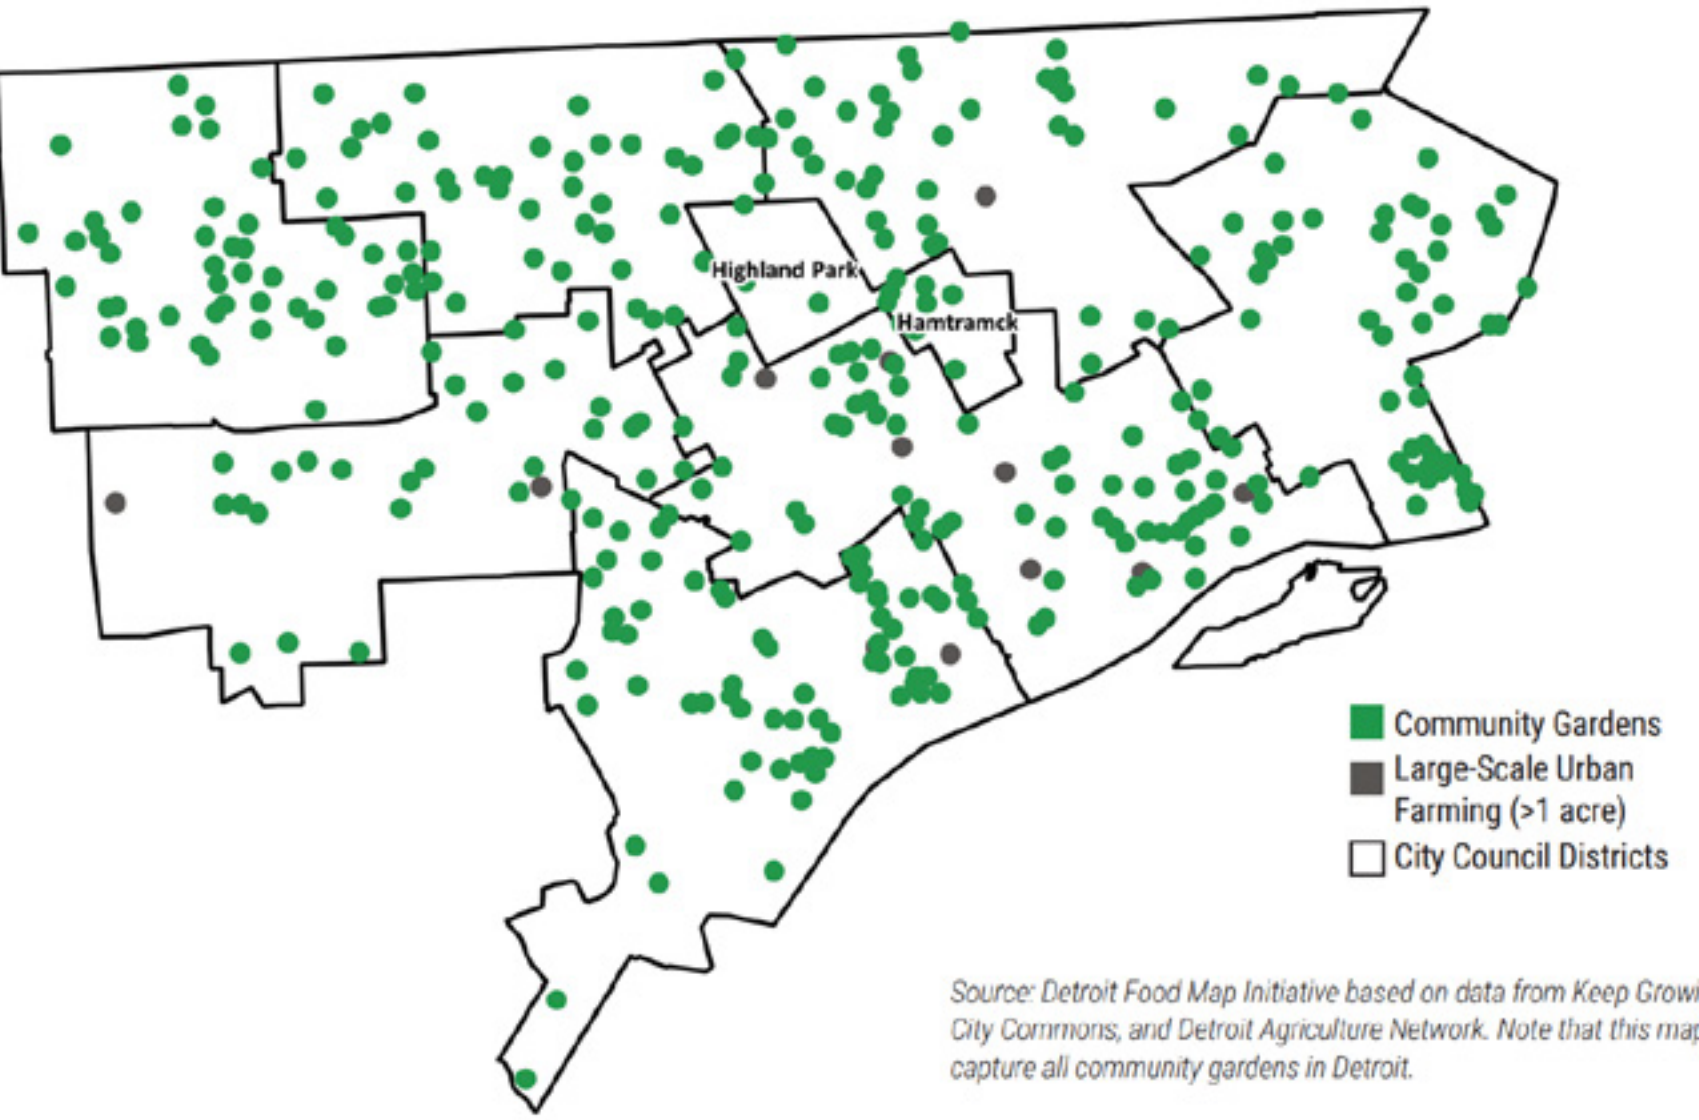 Highland Park
Hamtramck
Community Gardens
Large-Scale Urban
Farming (>1 acre)
City Council Districts
Source: Detroit Food Map Initiative based on data from Keep Growi
City Commons, and Detroit Agriculture Network. Note that this map
capture all community gardens in Detroit.